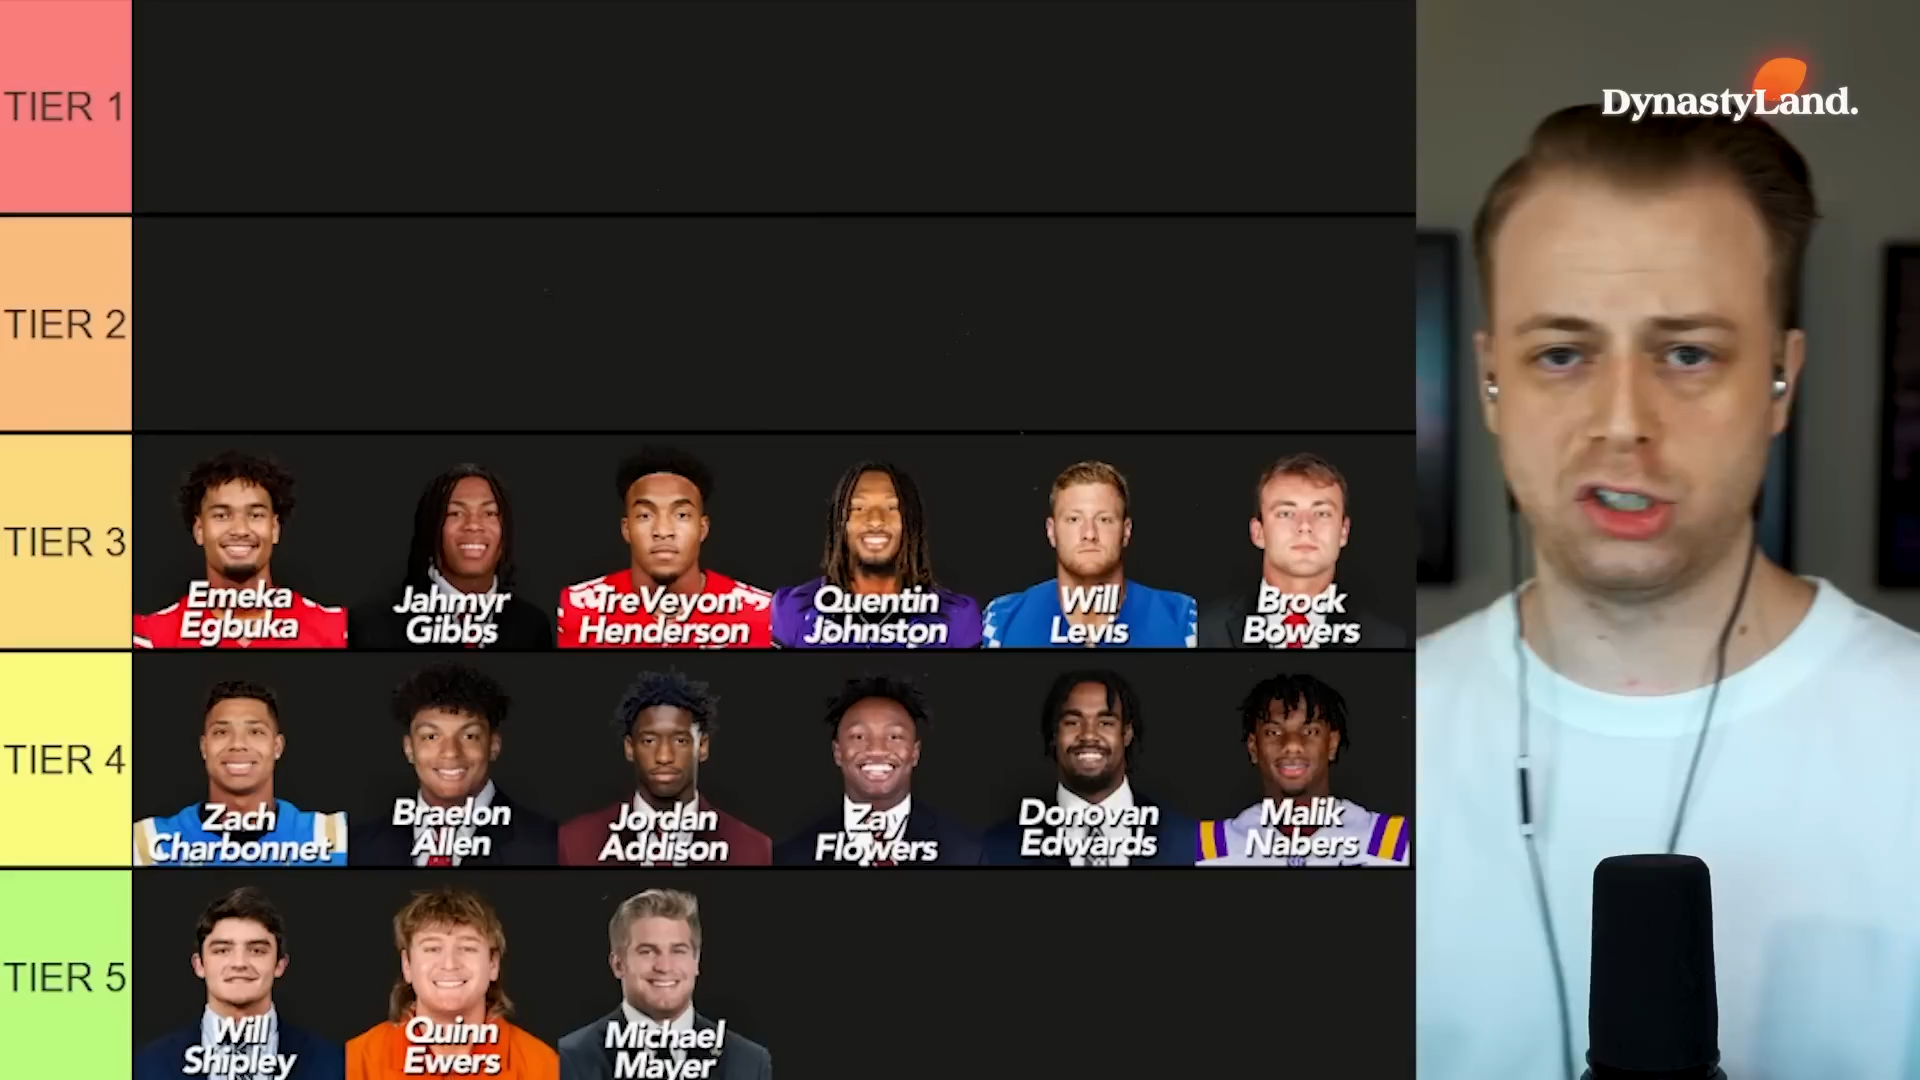 TIER 1
DynastyLand.
TIER 2
TIER 3
Emeka
Egbuka
Jahmyr
Gibbs
TreVeyon
Henderson
Quentin
Johnston
Will
Levis
Brock
Bowers
TIER 4
Zach
Charbonnet
Braelon
Allen
Jordan
Addison
Zay
Flowers
Donovan
Edwards
Malik
Nabers
TIER 5
Will
Shipley
Quinn
Ewers
Michael
Mayer